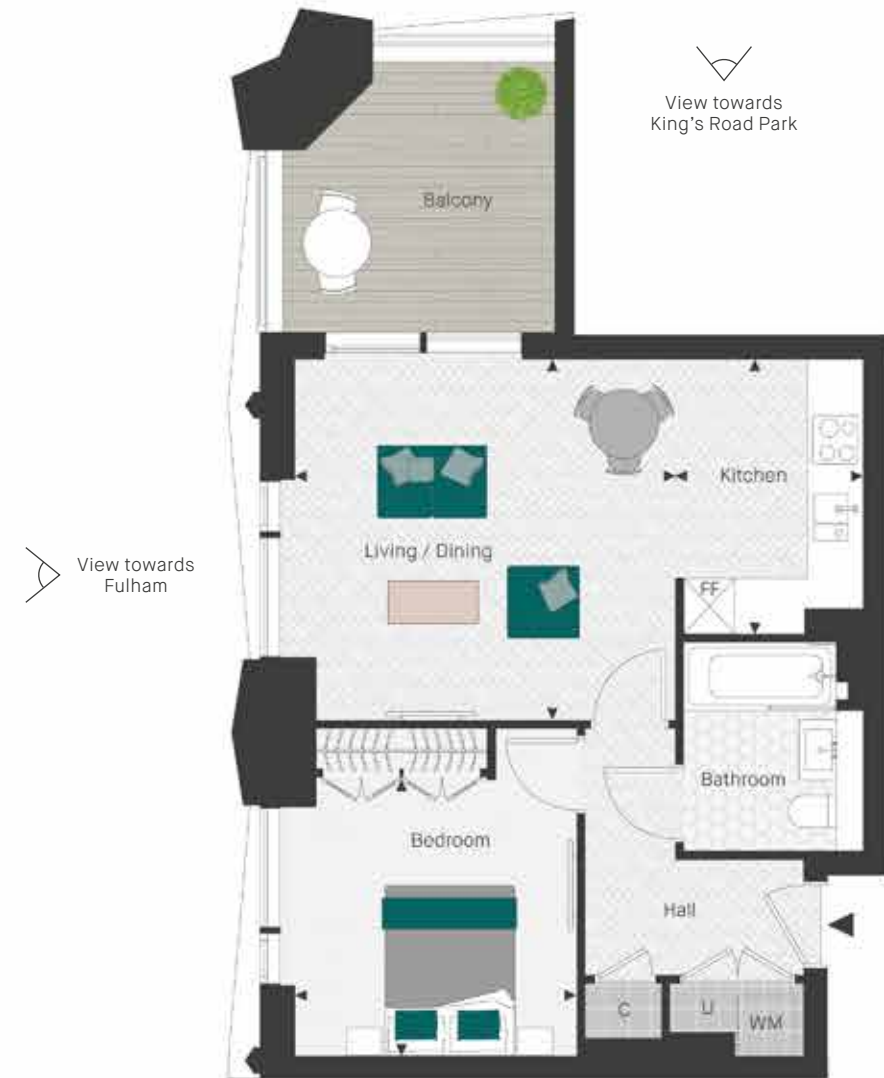 View towards
King's Road Park
Balcony
Kitchen
Living / Dining
View towards
Fulham
FF
Bathroom
Bedroom
Hall
C
U
WM